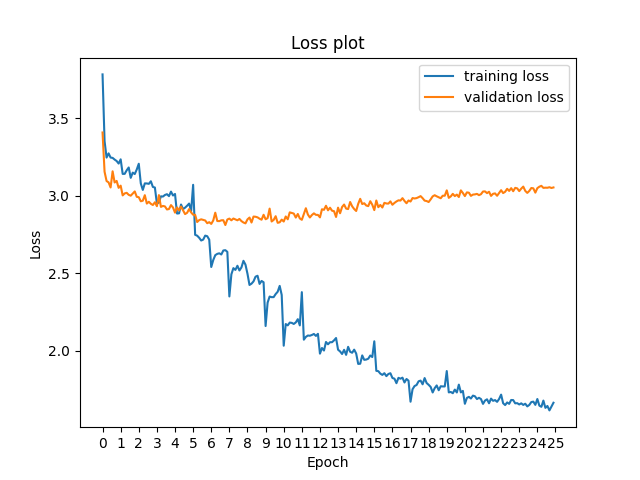 Loss plot
training loss
validation loss
3.5
3.0
2.5
2.0
Loss
0 1 2 3 4 5 6 7 8 9 10 11 12 13 14 15 16 17 18 19 20 21 22 23 24 25
Epoch